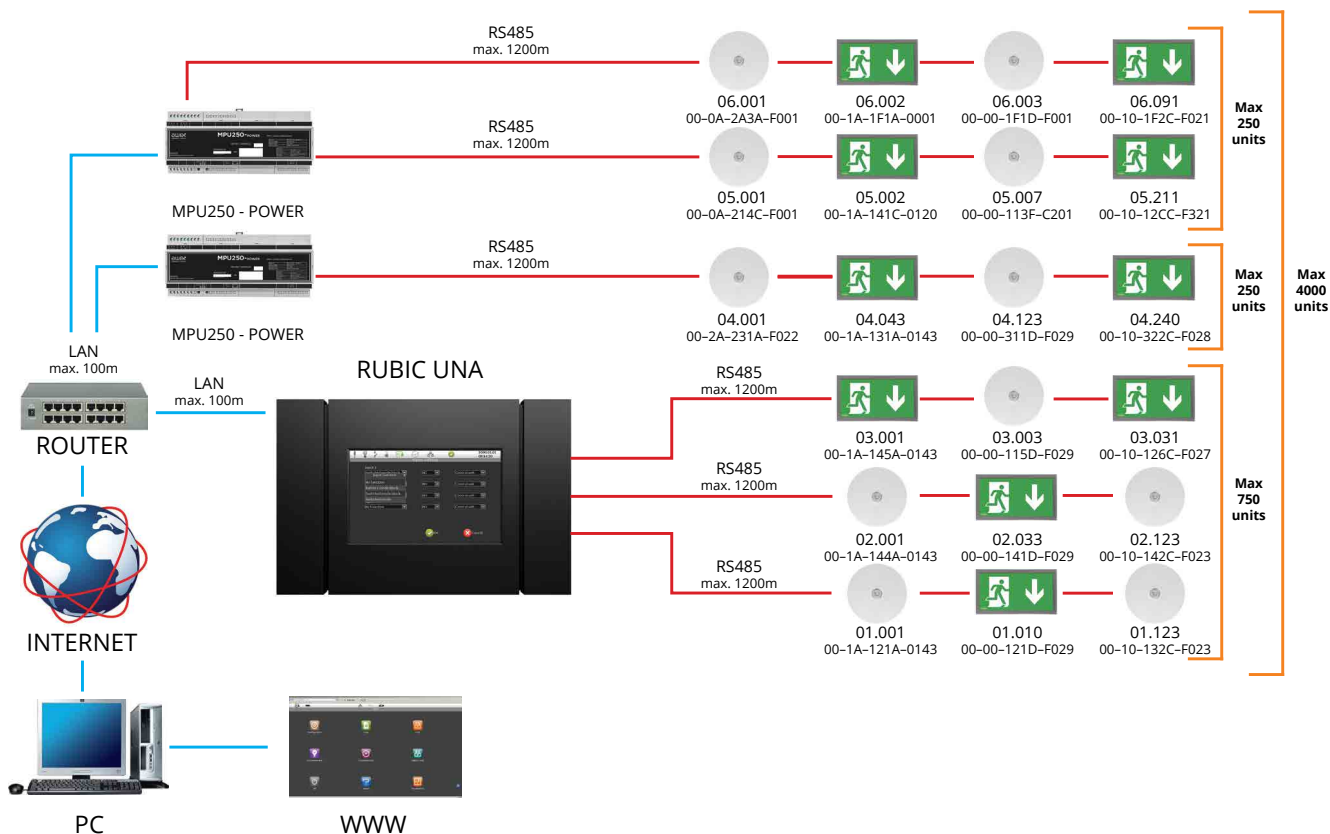 RS485
max. 1200m
06.001
00–0A–2A3A–F001
06.002
00–1A–1F1A–0001
06.003
00–00–1F1D–F001
06.091
00–10–1F2C–F021
Max
250
units
MPU250-POWER
RS485
max. 1200m
05.001
00–0A–214C–F001
05.002
00–1A–141C–0120
05.007
00–00–113F–C201
05.211
00–10–12CC–F321
MPU250 - POWER
MPU250-POWER
RS485
max. 1200m
04.001
00–2A–231A–F022
04.043
00–1A–131A–0143
04.123
00–00–311D–F029
04.240
00–10–322C–F028
Max
250
units
Max
4000
units
MPU250 - POWER
LAN
max. 100m
ROUTER
LAN
max. 100m
RUBIC UNA
RS485
max. 1200m
03.001
00–1A–145A–0143
03.003
00–00–115D–F029
03.031
00–10–126C–F027
RS485
max. 1200m
02.001
00–1A–144A–0143
02.033
00–00–141D–F029
02.123
00–10–142C–F023
Max
750
units
RS485
max. 1200m
01.001
00–1A–121A–0143
01.010
00–00–121D–F029
01.123
00–10–132C–F023
INTERNET
PC
WWW